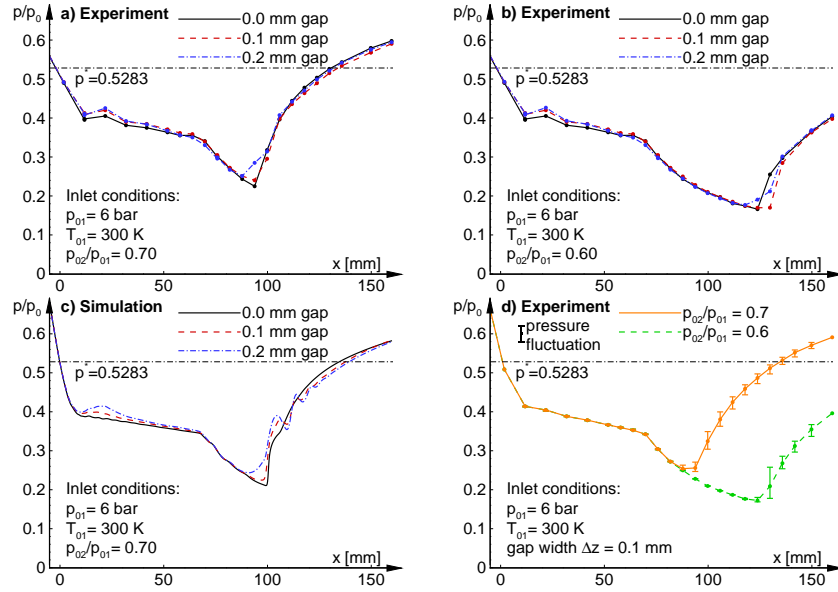 p/p0
a) Experiment
0.0 mm gap
0.1 mm gap
0.2 mm gap
p*=0.5283
Inlet conditions:
p01= 6 bar
T01= 300 K
p02/p01= 0.70
x [mm]
0.6
0.5
0.4
0.3
0.2
0.1
0
0
50
100
150
p/p0
b) Experiment
0.0 mm gap
0.1 mm gap
0.2 mm gap
p*=0.5283
Inlet conditions:
p01= 6 bar
T01= 300 K
p02/p01= 0.60
x [mm]
0.6
0.5
0.4
0.3
0.2
0.1
0
0
50
100
150
p/p0
c) Simulation
0.0 mm gap
0.1 mm gap
0.2 mm gap
p*=0.5283
Inlet conditions:
p01= 6 bar
T01= 300 K
p02/p01= 0.70
x [mm]
0.6
0.5
0.4
0.3
0.2
0.1
0
0
50
100
150
p/p0
d) Experiment
p02/p01 = 0.7
p02/p01 = 0.6
pressure
fluctuation
p*=0.5283
Inlet conditions:
p01= 6 bar
T01= 300 K
gap width Δz = 0.1 mm
x [mm]
0.6
0.5
0.4
0.3
0.2
0.1
0
0
50
100
150